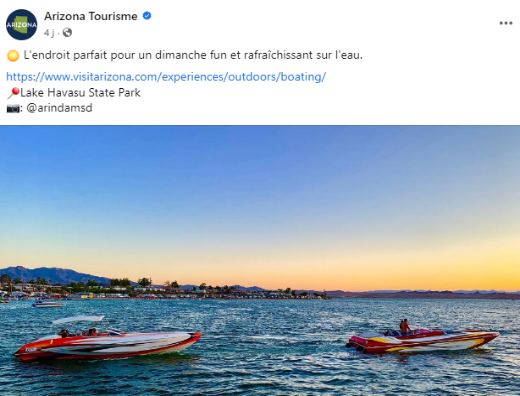 ARIZONA
Arizona Tourisme
4 j ·
L'endroit parfait pour un dimanche fun et rafraîchissant sur l'eau.
https://www.visitarizona.com/experiences/outdoors/boating/
Lake Havasu State Park
: @arindamsd